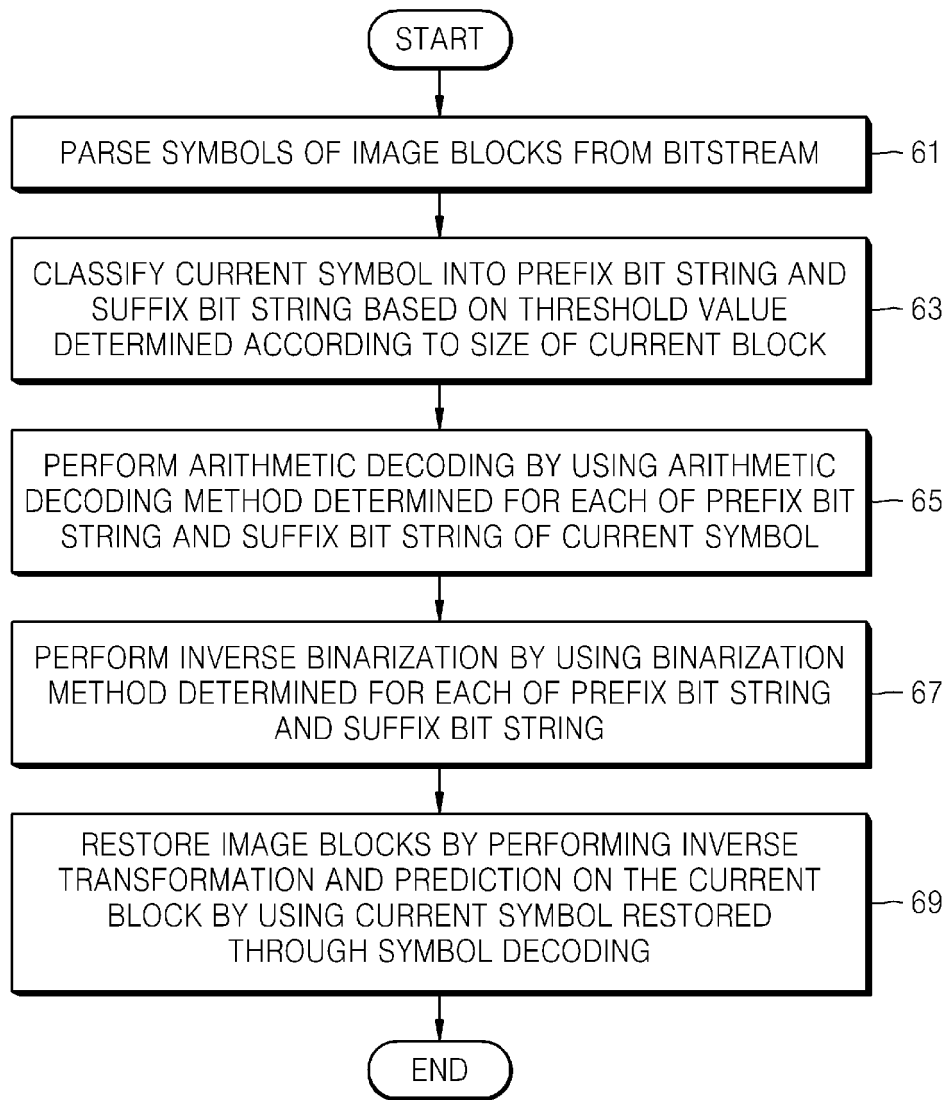 START
PARSE SYMBOLS OF IMAGE BLOCKS FROM BITSTREAM
61
CLASSIFY CURRENT SYMBOL INTO PREFIX BIT STRING AND
SUFFIX BIT STRING BASED ON THRESHOLD VALUE
DETERMINED ACCORDING TO SIZE OF CURRENT BLOCK
63
PERFORM ARITHMETIC DECODING BY USING ARITHMETIC
DECODING METHOD DETERMINED FOR EACH OF PREFIX BIT
STRING AND SUFFIX BIT STRING OF CURRENT SYMBOL
65
PERFORM INVERSE BINARIZATION BY USING BINARIZATION
METHOD DETERMINED FOR EACH OF PREFIX BIT STRING
AND SUFFIX BIT STRING
67
RESTORE IMAGE BLOCKS BY PERFORMING INVERSE
TRANSFORMATION AND PREDICTION ON THE CURRENT
BLOCK BY USING CURRENT SYMBOL RESTORED
THROUGH SYMBOL DECODING
69
END